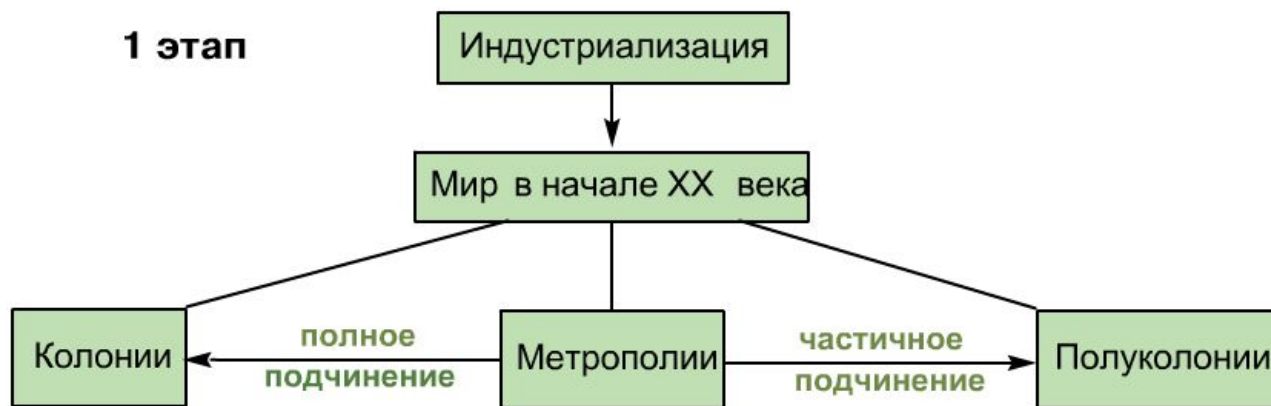 1 этап
Индустриализация
Мир в начале XX века
Колонии
полное
подчинение
Метрополии
частичное
подчинение
Полуколонии